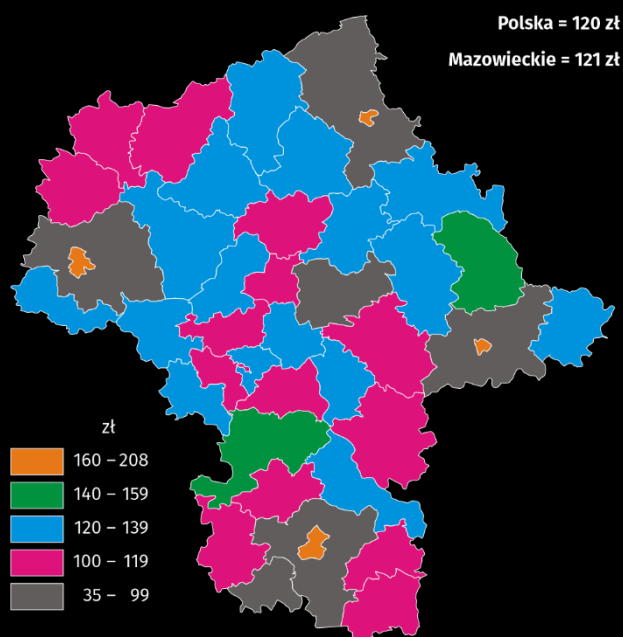 Polska = 120 zł
Mazowieckie = 121 zł
zł
160 – 208
140 – 159
120 – 139
100 – 119
35 – 99